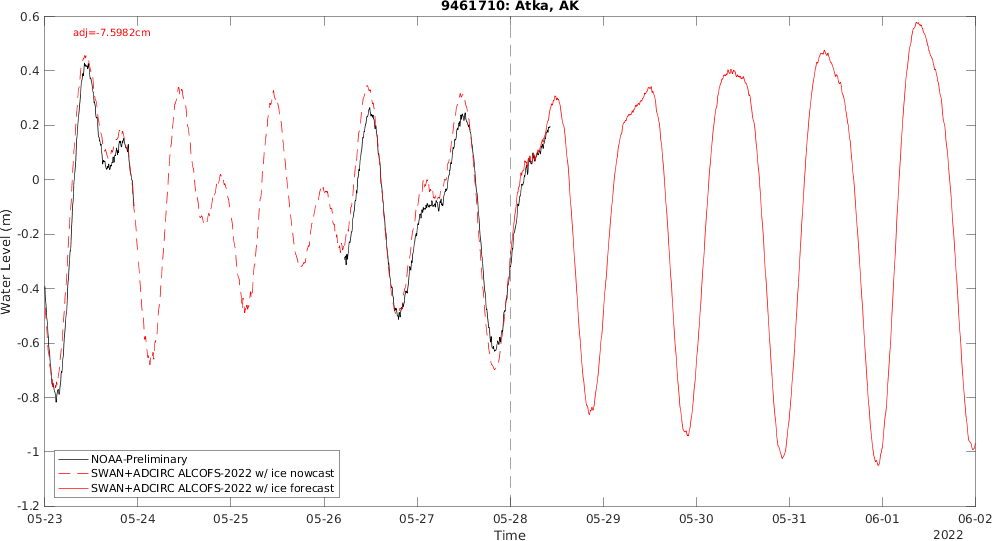 9461710: Atka, AK
adj=-7.5982cm
0.6
0.4
0.2
0
-0.2
-0.4
-0.6
-0.8
-1
-1.2
Water Level (m)
NOAA-Preliminary
SWAN+ADCIRC ALCOFS-2022 w/ ice nowcast
SWAN+ADCIRC ALCOFS-2022 w/ ice forecast
05-23 05-24 05-25 05-26 05-27 05-28 05-29 05-30 05-31 06-01 06-02
Time
2022